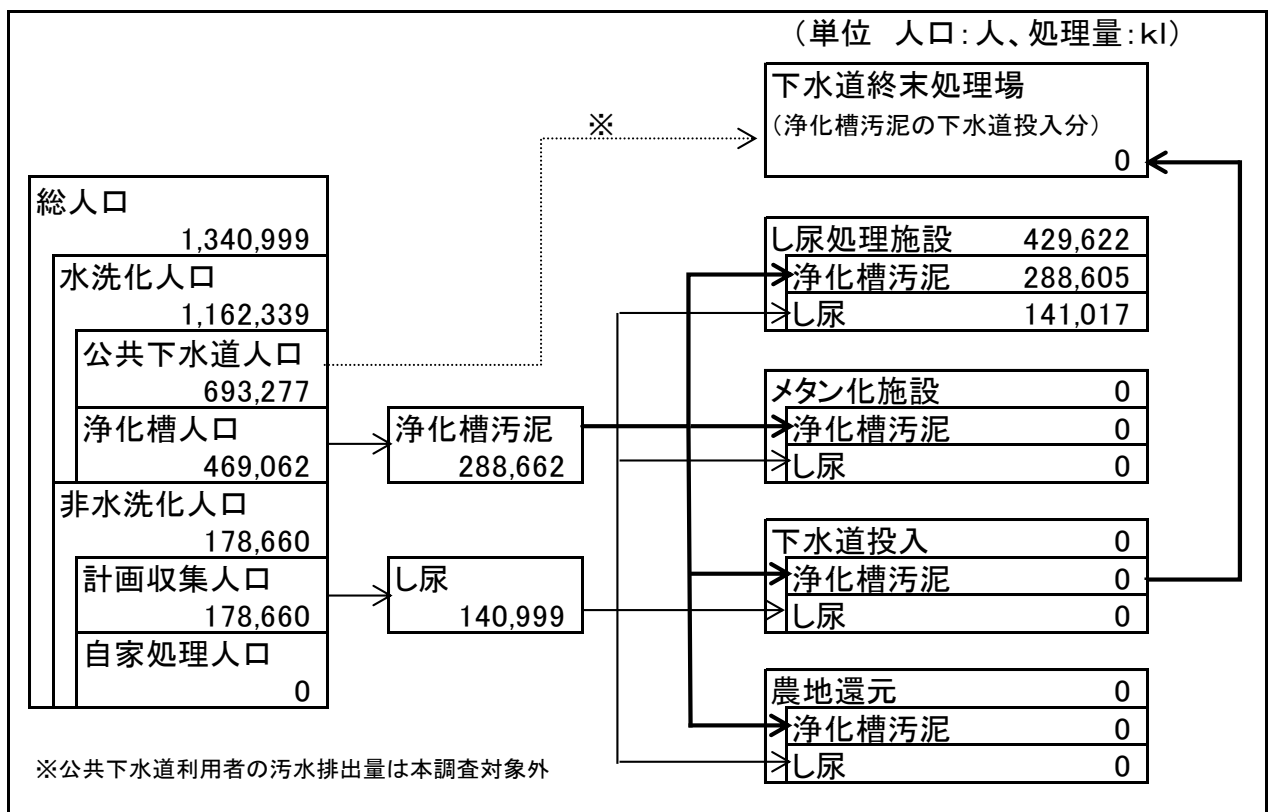 (単位 人口:人、処理量:kl)
下水道終末処理場
(浄化槽汚泥の下水道投入分)
0
※
総人口
1,340,999
水洗化人口
1,162,339
公共下水道人口
693,277
浄化槽人口
469,062
非水洗化人口
178,660
計画収集人口
178,660
自家処理人口
0
浄化槽汚泥
288,662
し尿
140,999
し尿処理施設 429,622
浄化槽汚泥 288,605
し尿 141,017
メタン化施設 0
浄化槽汚泥 0
し尿 0
下水道投入 0
浄化槽汚泥 0
し尿 0
農地還元 0
浄化槽汚泥 0
し尿 0
※公共下水道利用者の汚水排出量は本調査対象外